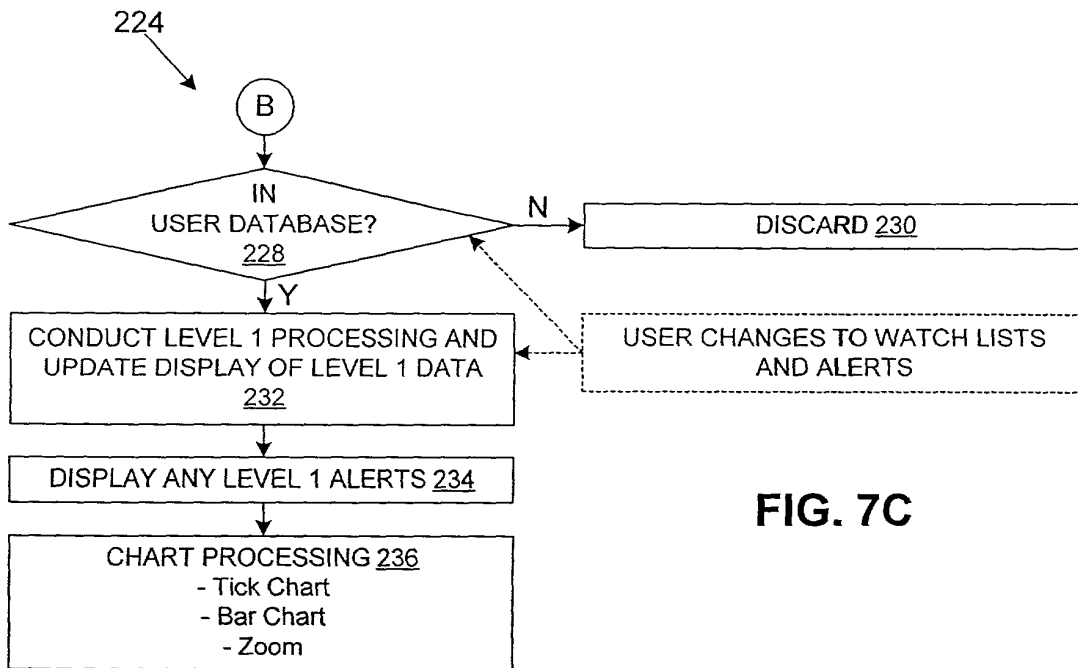 224
B
IN
USER DATABASE?
228
N
DISCARD 230
Y
CONDUCT LEVEL 1 PROCESSING AND
UPDATE DISPLAY OF LEVEL 1 DATA
232
USER CHANGES TO WATCH LISTS
AND ALERTS
DISPLAY ANY LEVEL 1 ALERTS 234
CHART PROCESSING 236
- Tick Chart
- Bar Chart
- Zoom
FIG. 7C